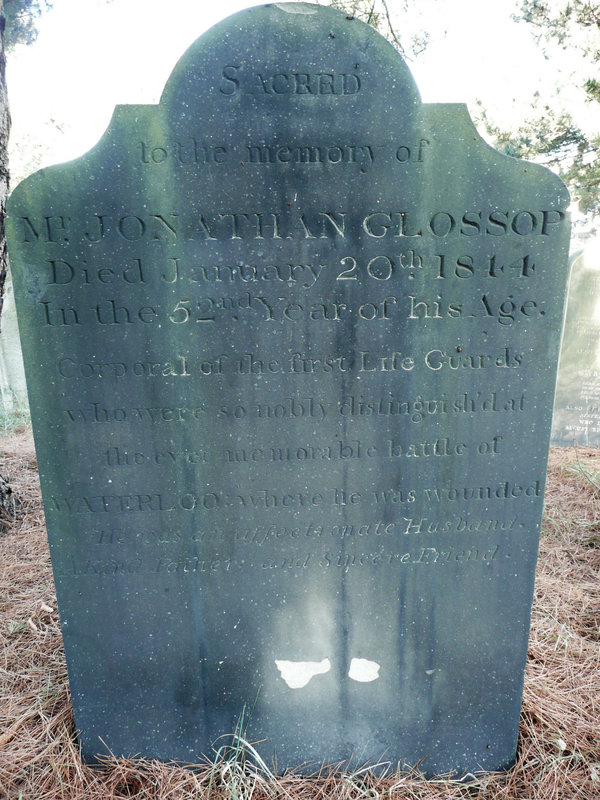 SACRED
to the memory of
Mr. JONATHAN GLOSSOP
Died January 20th. 1844
In the 52nd. Year of his Age.
Corporal of the first Life Guards
who were so nobly distinguish'd at
the ever memorable battle of
WATERLOO; where he was wounded
He was an affectionate Husband,
A kind Father, and Sincere Friend.